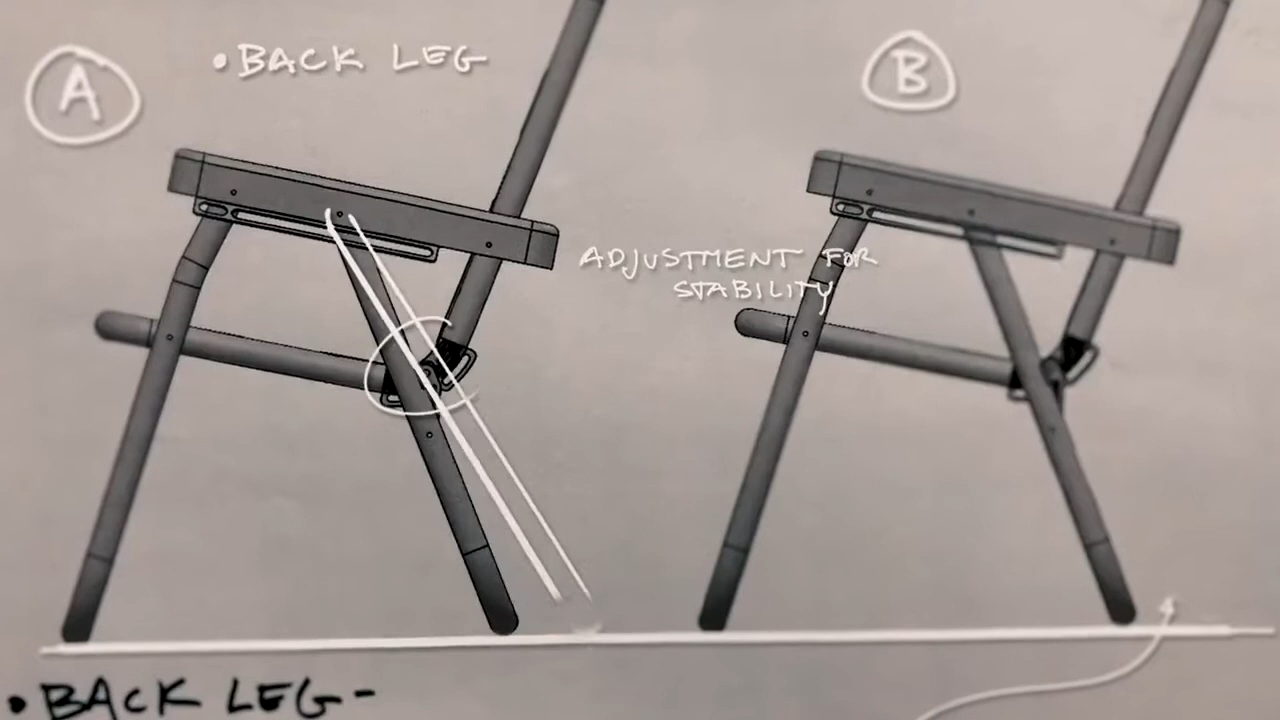 A
• BACK LEG
B
ADJUSTMENT FOR
STABILITY
• BACK LEG -